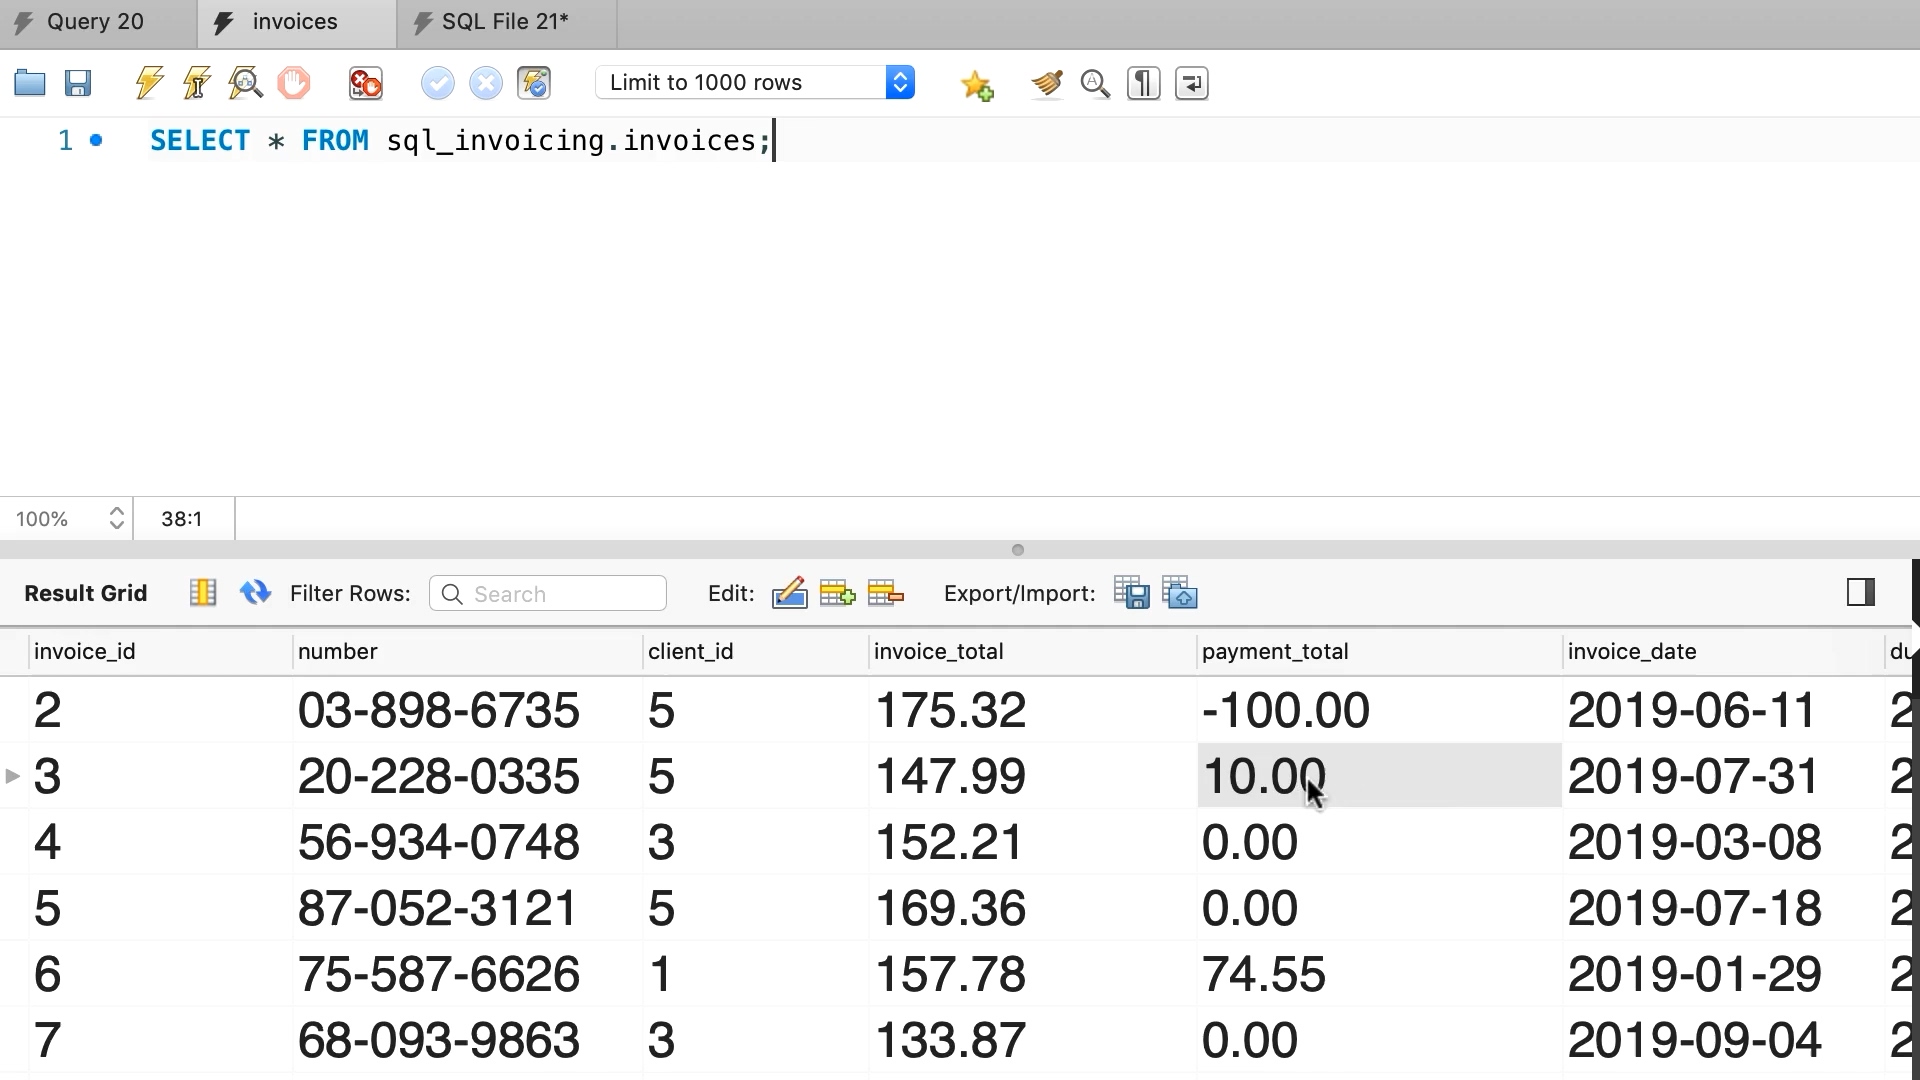 Query 20 invoices SQL File 21*
Limit to 1000 rows
1 SELECT * FROM sql_invoicing.invoices;
100% 38:1
Result Grid Filter Rows: Search Edit: Export/Import:
invoice_id number client_id invoice_total payment_total invoice_date du
2 03-898-6735 5 175.32 -100.00 2019-06-11 2
3 20-228-0335 5 147.99 10.00 2019-07-31 2
4 56-934-0748 3 152.21 0.00 2019-03-08 2
5 87-052-3121 5 169.36 0.00 2019-07-18 2
6 75-587-6626 1 157.78 74.55 2019-01-29 2
7 68-093-9863 3 133.87 0.00 2019-09-04 2